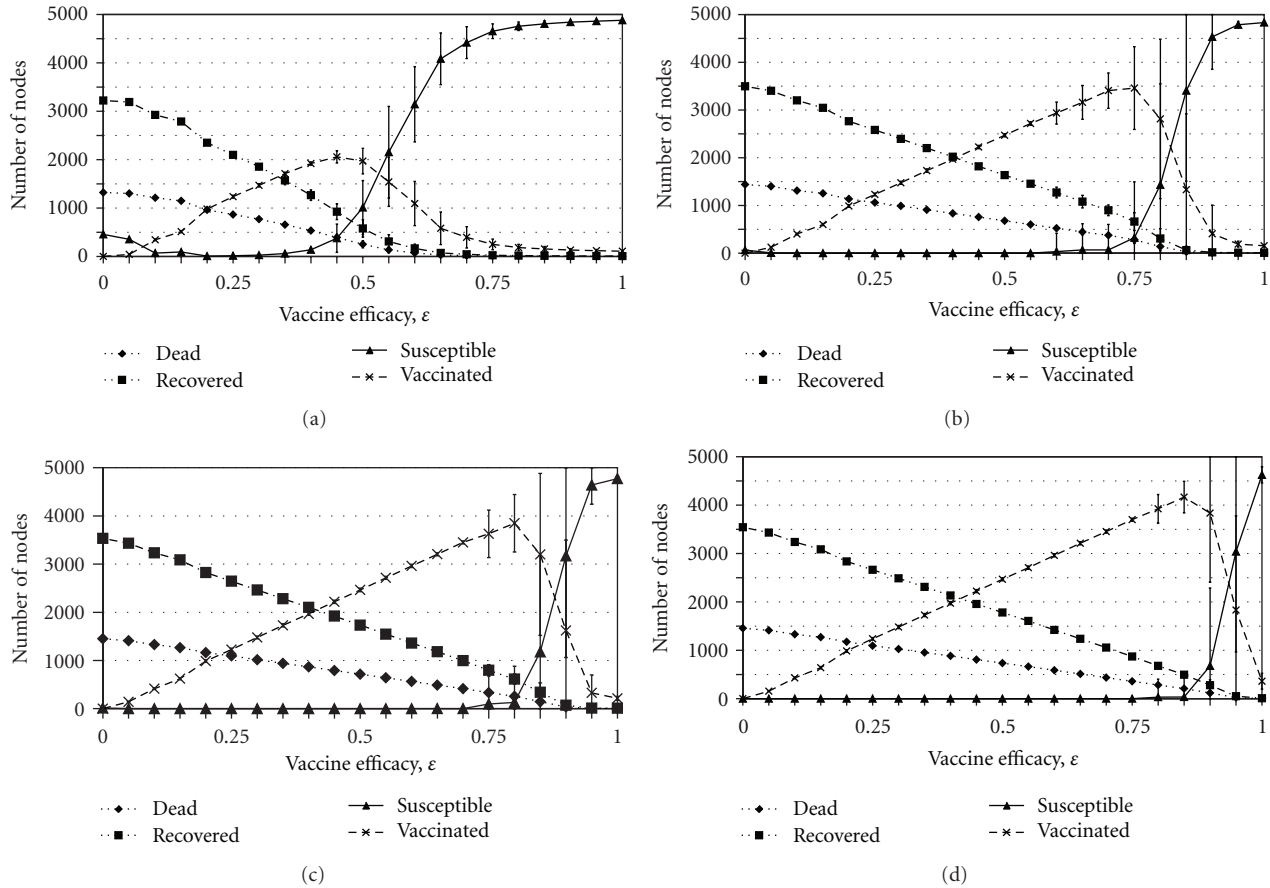 5000
4000
3000
2000
1000
0
Number of nodes
0 0.25 0.5 0.75 1
Vaccine efficacy, ε
Dead
Recovered
Susceptible
Vaccinated
(a)
5000
4000
3000
2000
1000
0
Number of nodes
0 0.25 0.5 0.75 1
Vaccine efficacy, ε
Dead
Recovered
Susceptible
Vaccinated
(b)
5000
4000
3000
2000
1000
0
Number of nodes
0 0.25 0.5 0.75 1
Vaccine efficacy, ε
Dead
Recovered
Susceptible
Vaccinated
(c)
5000
4000
3000
2000
1000
0
Number of nodes
0 0.25 0.5 0.75 1
Vaccine efficacy, ε
Dead
Recovered
Susceptible
Vaccinated
(d)